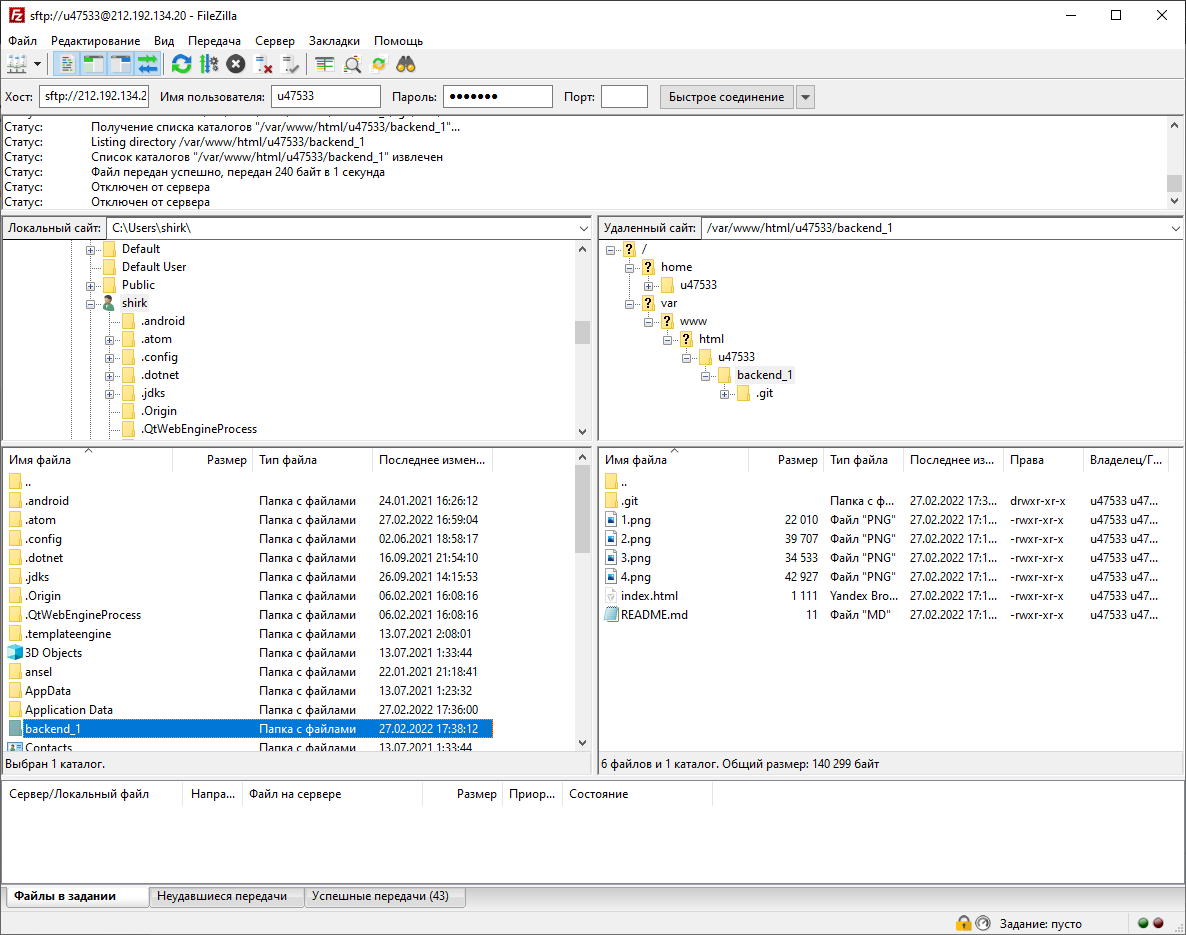 sftp://u47533@212.192.134.20 - FileZilla
Файл Редактирование Вид Передача Сервер Закладки Помощь
Хост: sftp://212.192.134.2 Имя пользователя: u47533 Пароль: ●●●●●●● Порт: Быстрое соединение
Статус: Получение списка каталогов "/var/www/html/u47533/backend_1"...
Статус: Listing directory /var/www/html/u47533/backend_1
Статус: Список каталогов "/var/www/html/u47533/backend_1" извлечен
Статус: Файл передан успешно, передан 240 байт в 1 секунда
Статус: Отключен от сервера
Статус: Отключен от сервера
Локальный сайт: C:\Users\shirk\
Default
Default User
Public
shirk
.android
.atom
.config
.dotnet
.jdks
.Origin
.QtWebEngineProcess
Удаленный сайт: /var/www/html/u47533/backend_1
/
home
u47533
var
www
html
u47533
backend_1
.git
Имя файла Размер Тип файла Последнее измен...
..
.android Папка с файлами 24.01.2021 16:26:12
.atom Папка с файлами 27.02.2022 16:59:04
.config Папка с файлами 02.06.2021 18:58:17
.dotnet Папка с файлами 16.09.2021 21:54:10
.jdks Папка с файлами 26.09.2021 14:15:53
.Origin Папка с файлами 06.02.2021 16:08:16
.QtWebEngineProcess Папка с файлами 06.02.2021 16:08:16
.templateengine Папка с файлами 13.07.2021 2:08:01
3D Objects Папка с файлами 13.07.2021 1:33:44
ansel Папка с файлами 22.01.2021 21:18:41
AppData Папка с файлами 13.07.2021 1:23:32
Application Data Папка с файлами 27.02.2022 17:36:00
backend_1 Папка с файлами 27.02.2022 17:38:12
Contacts Папка с файлами 13.07.2021 1:33:44
Выбран 1 каталог.
Имя файла Размер Тип файла Последнее из... Права Владелец/Г...
..
.git Папка с ф... 27.02.2022 17:3... drwxr-xr-x u47533 u47...
1.png 22 010 Файл "PNG" 27.02.2022 17:1... -rwxr-xr-x u47533 u47...
2.png 39 707 Файл "PNG" 27.02.2022 17:1... -rwxr-xr-x u47533 u47...
3.png 34 533 Файл "PNG" 27.02.2022 17:1... -rwxr-xr-x u47533 u47...
4.png 42 927 Файл "PNG" 27.02.2022 17:1... -rwxr-xr-x u47533 u47...
index.html 1 111 Yandex Bro... 27.02.2022 17:1... -rwxr-xr-x u47533 u47...
README.md 11 Файл "MD" 27.02.2022 17:1... -rwxr-xr-x u47533 u47...
6 файлов и 1 каталог. Общий размер: 140 299 байт
Сервер/Локальный файл Напра... Файл на сервере Размер Приор... Состояние
Файлы в задании Неудавшиеся передачи Успешные передачи (43)
Задание: пусто